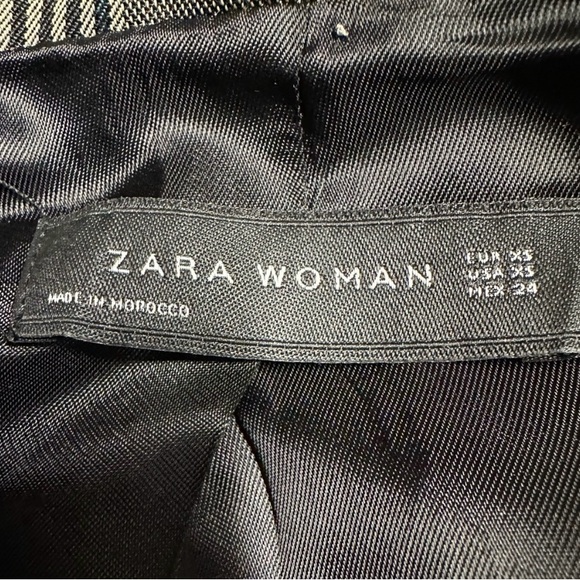 ZARA WOMAN
MADE IN MOROCCO
EUR XS
USA XS
MEX 24